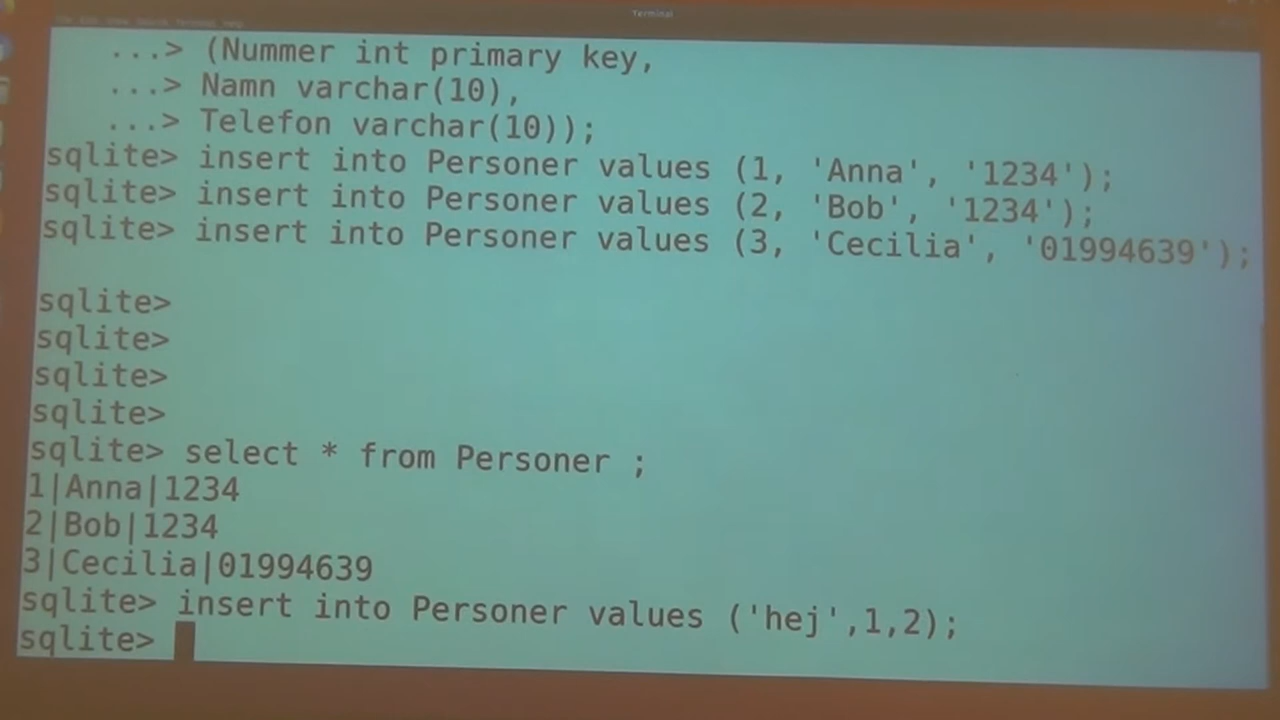 Terminal
...> (Nummer int primary key,
...> Namn varchar(10),
...> Telefon varchar(10));
sqlite> insert into Personer values (1, 'Anna', '1234');
sqlite> insert into Personer values (2, 'Bob', '1234');
sqlite> insert into Personer values (3, 'Cecilia', '01994639');
sqlite>
sqlite>
sqlite>
sqlite>
sqlite> select * from Personer ;
1|Anna|1234
2|Bob|1234
3|Cecilia|01994639
sqlite> insert into Personer values ('hej',1,2);
sqlite>